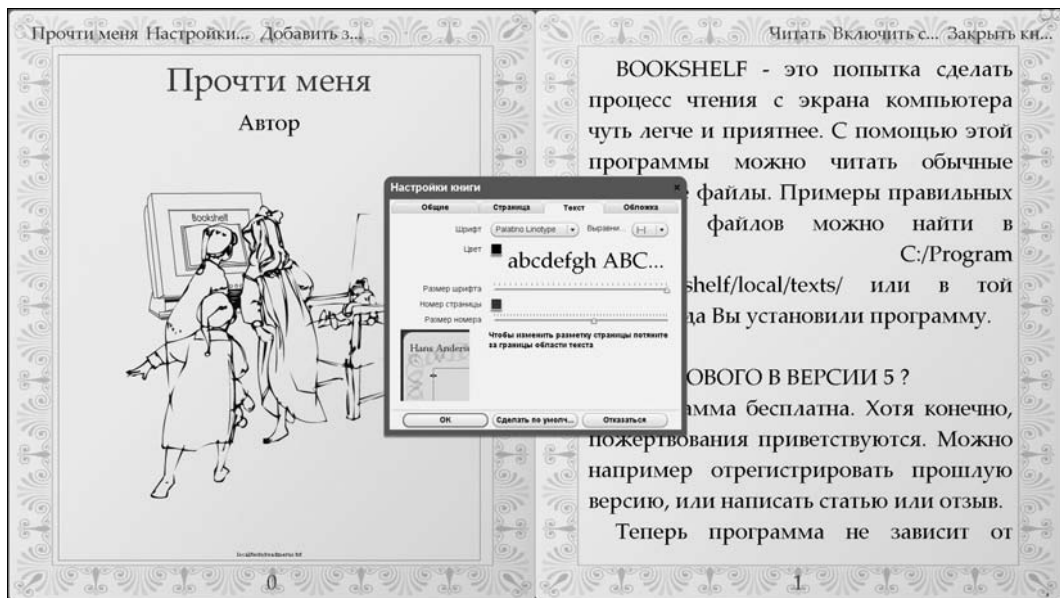 Прочти меня Настройки... Добавить з...
Прочти меня
Автор
Bookshelf
0
Читать Включить с... Закрыть кн...
BOOKSHELF - это попытка сделать
процесс чтения с экрана компьютера
чуть легче и приятнее. С помощью этой
программы можно читать обычные
файлы. Примеры правильных
файлов можно найти в
C:/Program
shelf/local/texts/ или в той
да Вы установили программу.
ОВОГО В ВЕРСИИ 5 ?
амма бесплатна. Хотя конечно,
пожертвования приветствуются. Можно
например отрегистрировать прошлую
версию, или написать статью или отзыв.
Теперь программа не зависит от
1
Настройки книги
Общие Страница Текст Обложка
Шрифт Palatino Linotype Выравни...
Цвет
abcdefgh ABC...
Размер шрифта
Номер страницы
Размер номера
Чтобы изменить разметку страницы потяните
за границы области текста
Hans Anderse
ОК Сделать по умолч... Отказаться